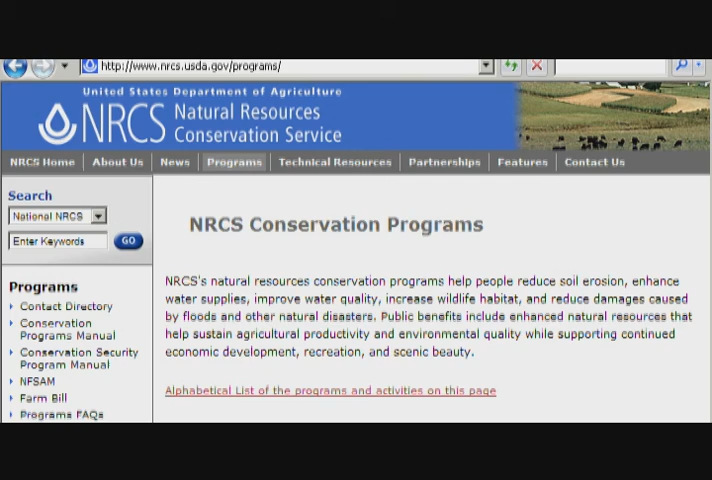 http://www.nrcs.usda.gov/programs/
United States Department of Agriculture
NRCS Natural Resources
Conservation Service
NRCS Home About Us News Programs Technical Resources Partnerships Features Contact Us
Search
National NRCS
Enter Keywords GO
NRCS Conservation Programs
NRCS's natural resources conservation programs help people reduce soil erosion, enhance
water supplies, improve water quality, increase wildlife habitat, and reduce damages caused
by floods and other natural disasters. Public benefits include enhanced natural resources that
help sustain agricultural productivity and environmental quality while supporting continued
economic development, recreation, and scenic beauty.
Alphabetical List of the programs and activities on this page
Programs
Contact Directory
Conservation
Programs Manual
Conservation Security
Program Manual
NFSAM
Farm Bill
Programs FAQs